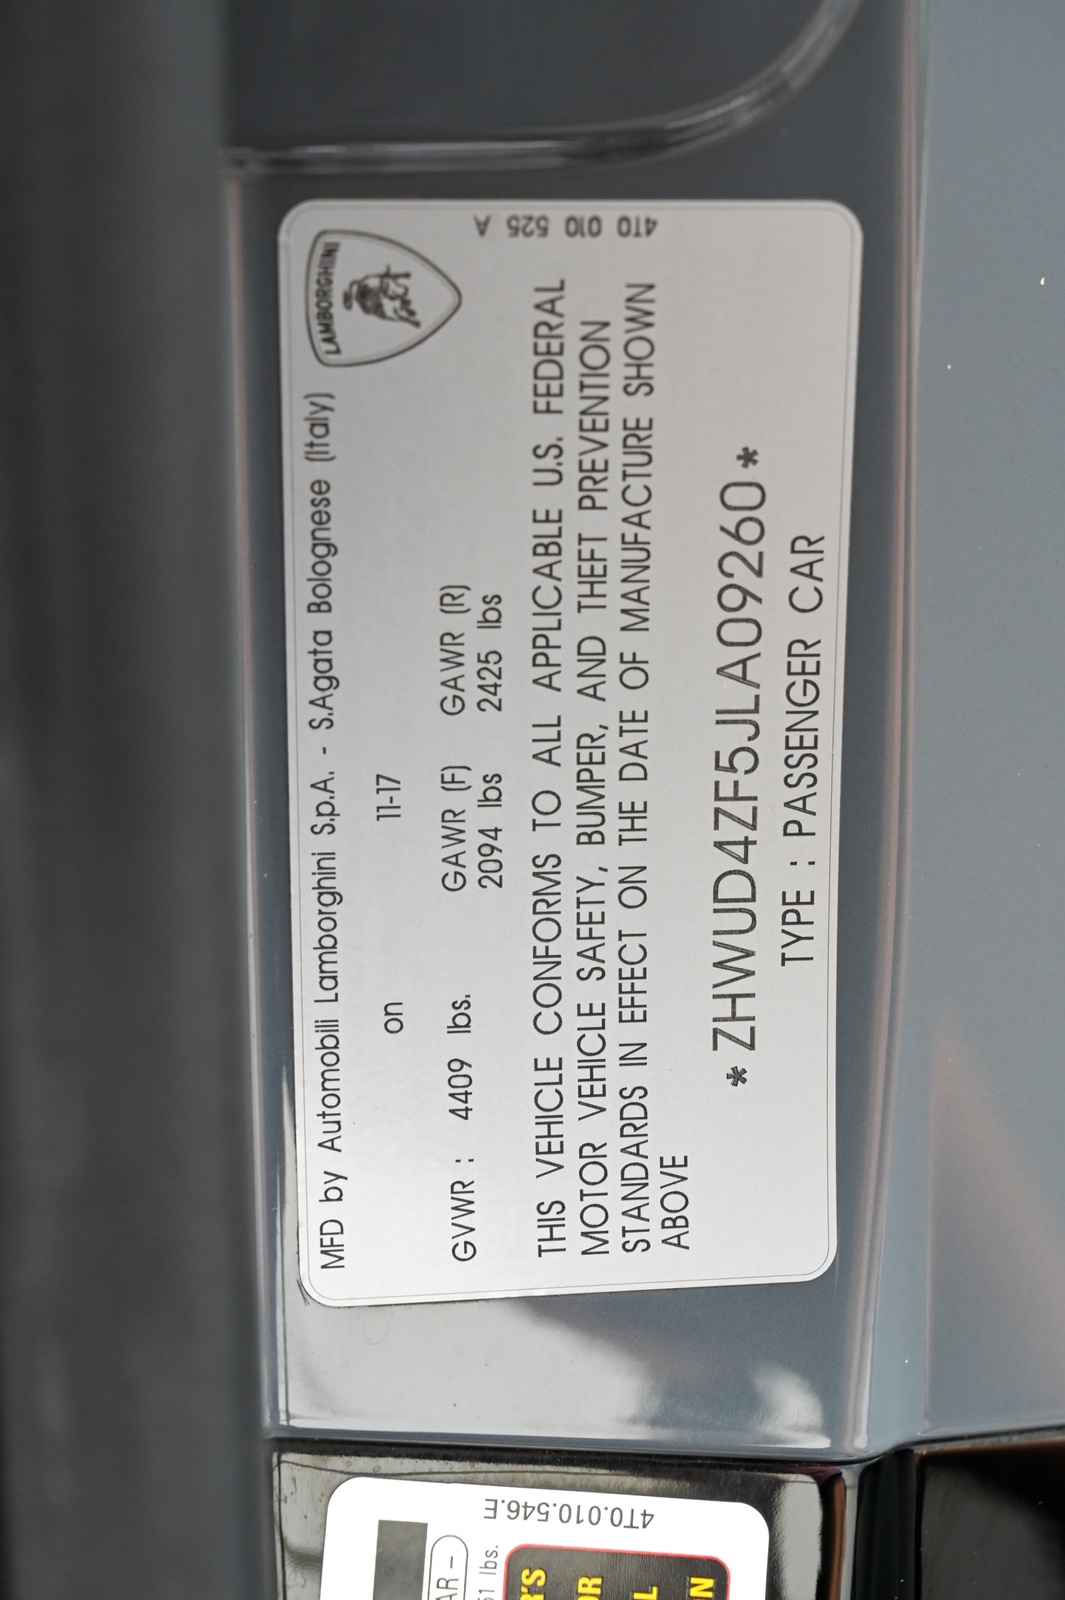 LAMBORGHINI
MFD by Automobili Lamborghini S.p.A. - S.Agata Bolognese (Italy)
on 11-17
GVWR : 4409 lbs. GAWR (F) GAWR (R)
2094 lbs 2425 lbs
THIS VEHICLE CONFORMS TO ALL APPLICABLE U.S. FEDERAL
MOTOR VEHICLE SAFETY, BUMPER, AND THEFT PREVENTION
STANDARDS IN EFFECT ON THE DATE OF MANUFACTURE SHOWN
ABOVE
* ZHWUD4ZF5JLA09260 *
TYPE : PASSENGER CAR
4T0 010 525 A
4T0.010.546.E
lbs.